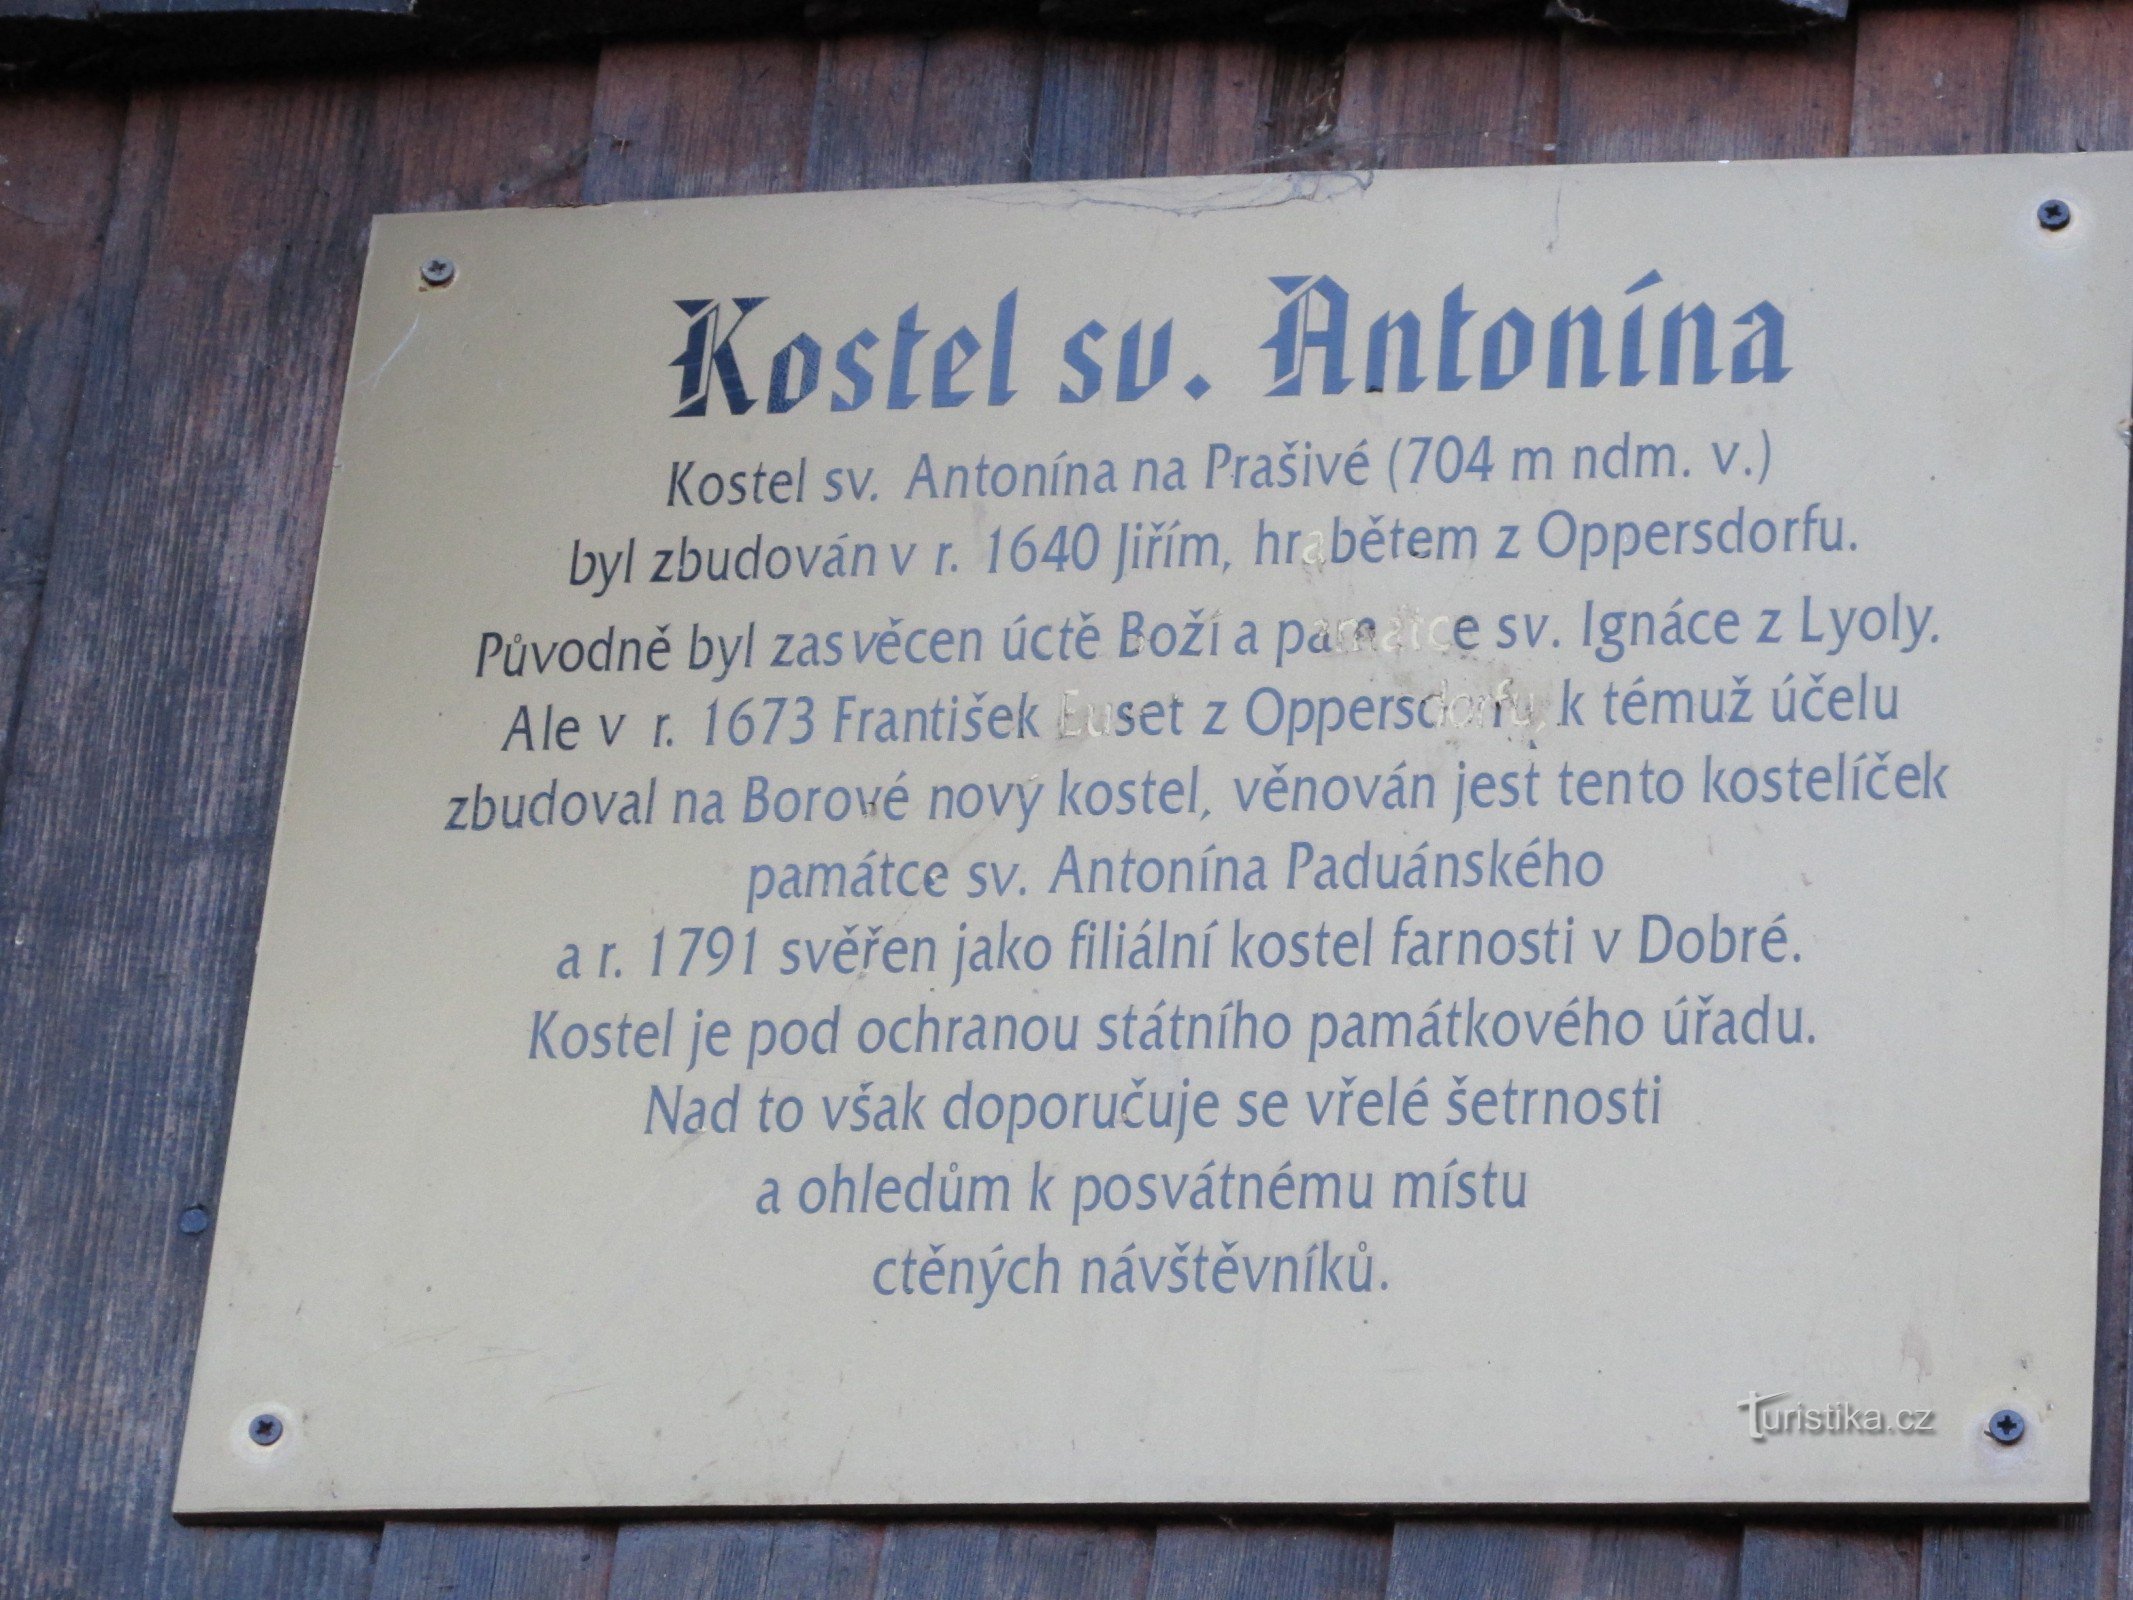 Kostel sv. Antonína
Kostel sv. Antonína na Prašivé (704 m ndm. v.)
byl zbudován v r. 1640 Jiřím, hrabětem z Oppersdorfu.
Původně byl zasvěcen úctě Boží a památce sv. Ignáce z Lyoly.
Ale v r. 1673 František Euset z Oppersdorfu, k témuž účelu
zbudoval na Borové nový kostel, věnován jest tento kostelíček
památce sv. Antonína Paduánského
a r. 1791 svěřen jako filiální kostel farnosti v Dobré.
Kostel je pod ochranou státního památkového úřadu.
Nad to však doporučuje se vřelé šetrnosti
a ohledům k posvátnému místu
ctěných návštěvníků.
Turistika.cz